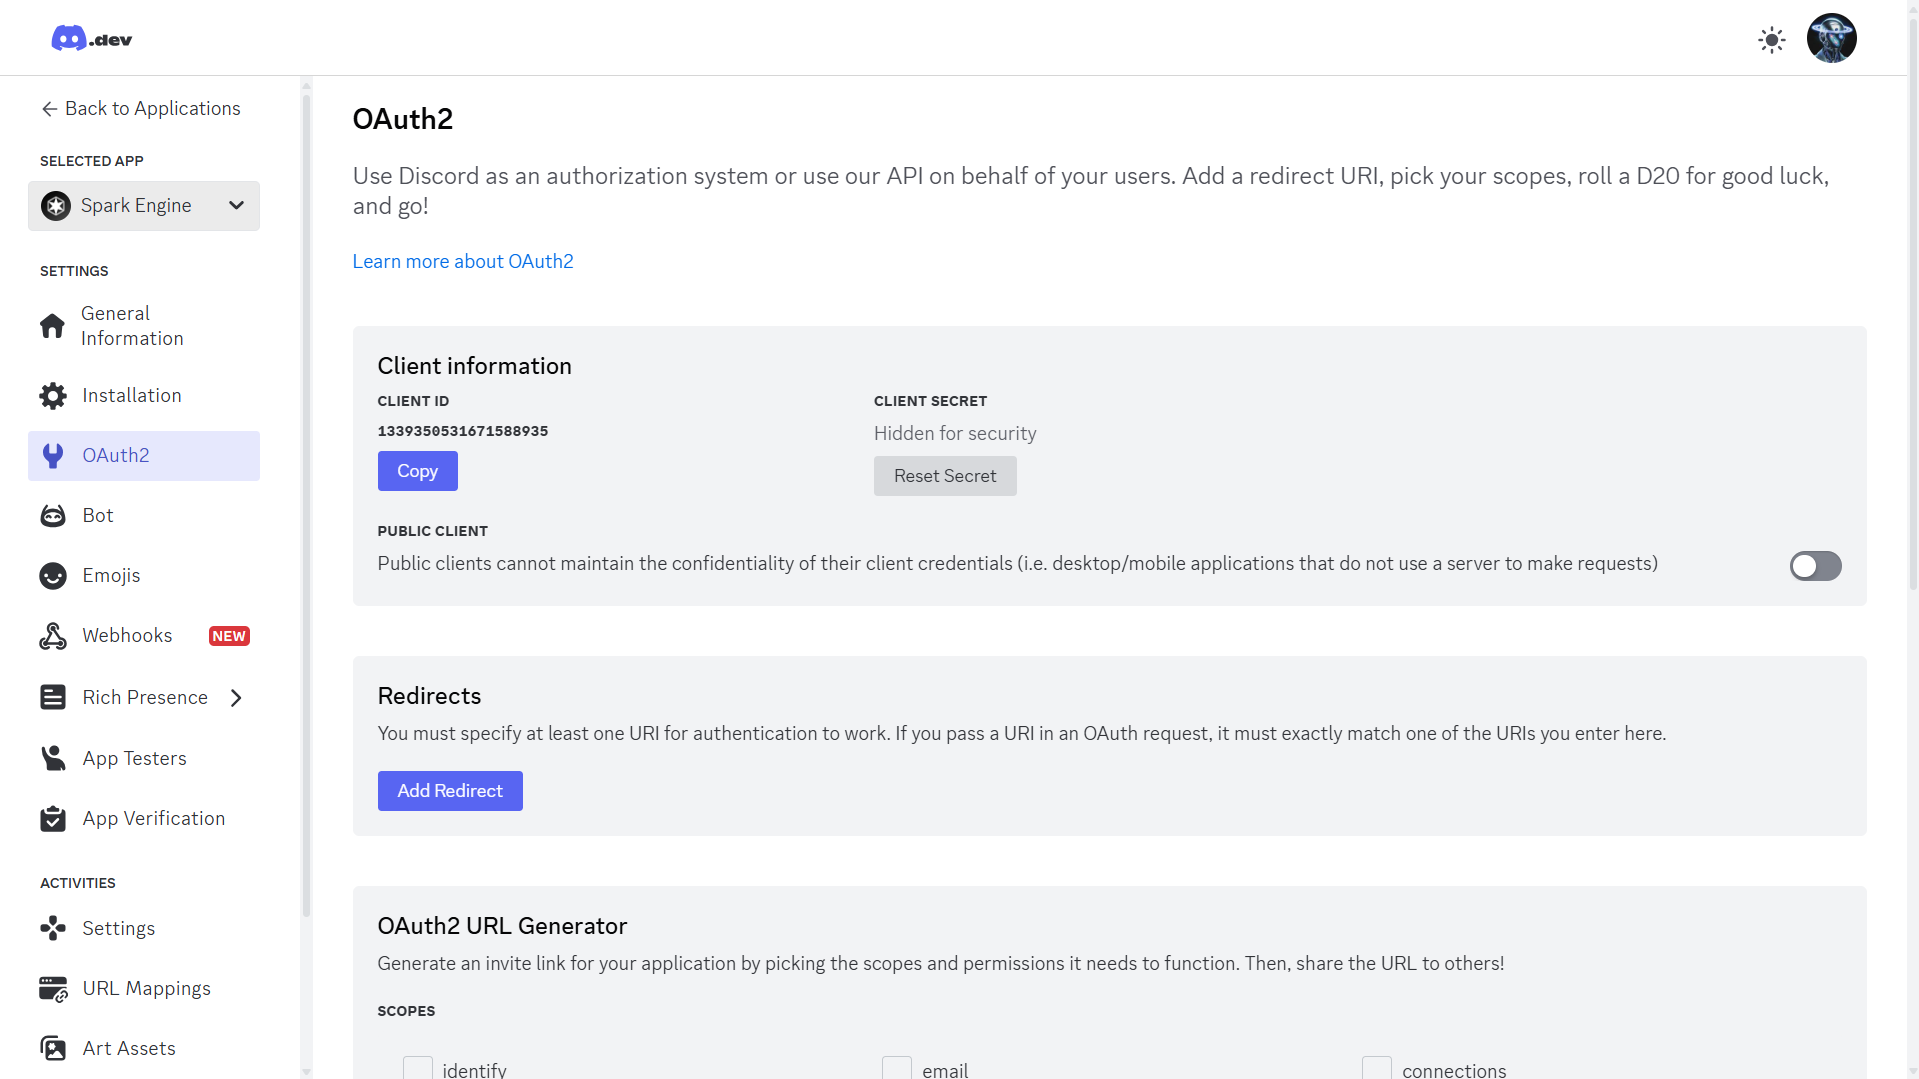 .dev
Back to Applications
SELECTED APP
Spark Engine
SETTINGS
General
Information
Installation
OAuth2
Bot
Emojis
Webhooks NEW
Rich Presence
App Testers
App Verification
ACTIVITIES
Settings
URL Mappings
Art Assets
OAuth2
Use Discord as an authorization system or use our API on behalf of your users. Add a redirect URI, pick your scopes, roll a D20 for good luck,
and go!
Learn more about OAuth2
Client information
CLIENT ID
1339350531671588935
Copy
CLIENT SECRET
Hidden for security
Reset Secret
PUBLIC CLIENT
Public clients cannot maintain the confidentiality of their client credentials (i.e. desktop/mobile applications that do not use a server to make requests)
Redirects
You must specify at least one URI for authentication to work. If you pass a URI in an OAuth request, it must exactly match one of the URIs you enter here.
Add Redirect
OAuth2 URL Generator
Generate an invite link for your application by picking the scopes and permissions it needs to function. Then, share the URL to others!
SCOPES
identify
email
connections